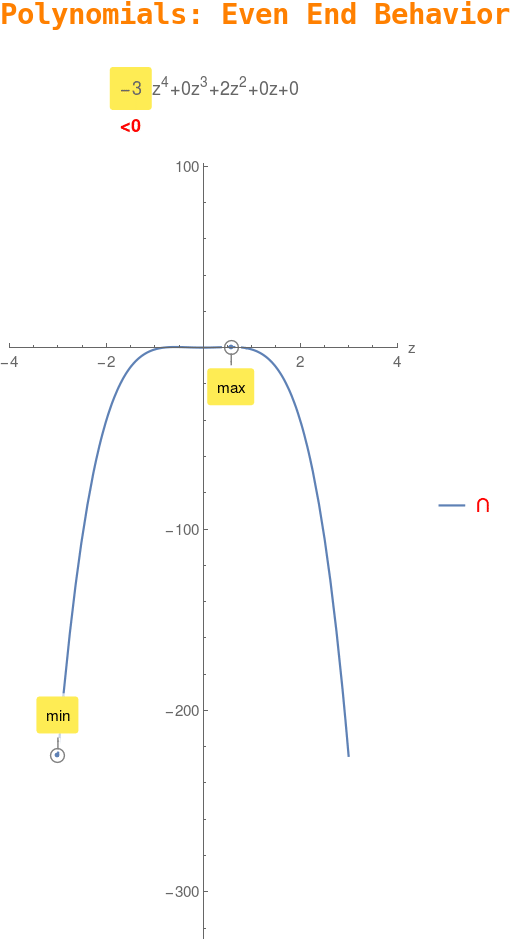 Polynomials: Even End Behavior
−3 z⁴+0z³+2z²+0z+0
<0
100
z
−4 −2 2 4
max
−100
∩
−200
min
−300